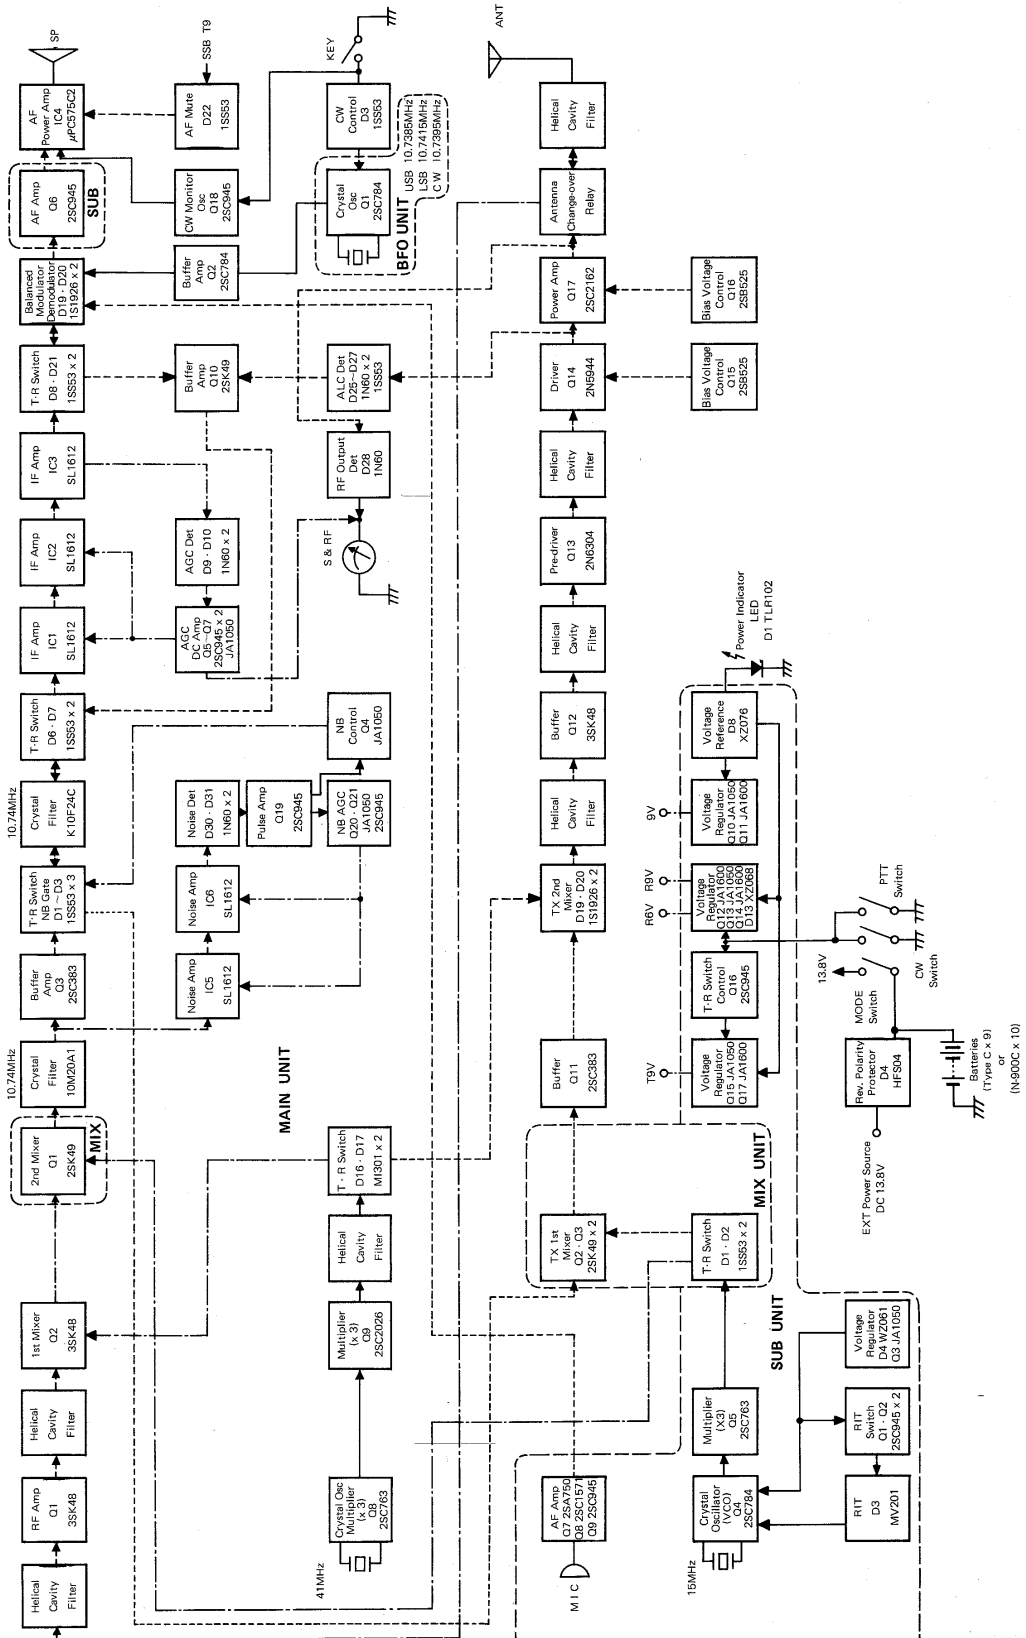 SP
AF
Power Amp
IC4
µPC575C2
SSB T9
AF Mute
D22
1SS53
KEY
CW
Control
D3
1SS53
USB 10.7385MHz
LSB 10.7415MHz
CW 10.7395MHz
ANT
Helical
Cavity
Filter
AF Amp
Q6
2SC945
SUB
CW Monitor
Osc
Q18
2SC945
Crystal
Osc
Q1
2SC784
BFO UNIT
Antenna
Change-over
Relay
Balanced
Modulator
Demodulator
D19 · D20
1S1926 x 2
Buffer
Amp
Q2
2SC784
Power Amp
Q17
2SC2162
Bias Voltage
Control
Q16
2SB525
T·R Switch
D8 · D21
1SS53 x 2
Buffer
Amp
Q10
2SK49
ALC Det
D25~D27
1N60 x 2
1SS53
Driver
Q14
2N5944
Bias Voltage
Control
Q15
2SB525
IF Amp
IC3
SL1612
RF Output
Det
D28
1N60
Helical
Cavity
Filter
IF Amp
IC2
SL1612
AGC Det
D9 · D10
1N60 x 2
S & RF
Pre-driver
Q13
2N6304
IF Amp
IC1
SL1612
AGC
DC Amp
Q5~Q7
2SC945 x 2
JA1050
Helical
Cavity
Filter
Power Indicator
LED
D1 TLR102
T·R Switch
D6 · D7
1SS53 x 2
NB
Control
Q4
JA1050
Buffer
Q12
3SK48
Voltage
Reference
D8
XZ076
10.74MHz
Crystal
Filter
K10F24C
Noise Det
D30 · D31
1N60 x 2
Pulse Amp
Q19
2SC945
NB AGC
Q20 · Q21
JA1050
2SC945
Helical
Cavity
Filter
9V
Voltage
Regulator
Q10 JA1050
Q11 JA1600
T·R Switch
NB Gate
D1 ~ D3
1SS53 x 3
Noise Amp
IC6
SL1612
TX 2nd
Mixer
D19 · D20
1S1926 x 2
R9V
R6V
Voltage
Regulator
Q12 JA1600
Q13 JA1050
Q14 JA1600
D13 XZ068
PTT
Switch
Buffer
Amp
Q3
2SC383
Noise Amp
IC5
SL1612
T·R Switch
Control
Q16
2SC945
13.8V
CW
Switch
MODE
Switch
10.74MHz
Crystal
Filter
10M20A1
MAIN UNIT
Buffer
Q11
2SC383
T9V
Voltage
Regulator
Q15 JA1050
Q17 JA1600
Rev. Polarity
Protector
D4
HFS04
Batteries
(Type C x 9)
or
(N-900C x 10)
2nd Mixer
Q1
2SK49
MIX
T · R Switch
D16 · D17
MI301 x 2
EXT Power Source
DC 13.8V
Helical
Cavity
Filter
TX 1st
Mixer
Q2 · Q3
2SK49 x 2
T·R Switch
D1 · D2
1SS53 x 2
MIX UNIT
1st Mixer
Q2
3SK48
Multiplier
(x 3)
Q9
2SC2026
SUB UNIT
Voltage
Regulator
D4 WZ061
Q3 JA1050
Helical
Cavity
Filter
Multiplier
(X3)
Q5
2SC763
RIT
Switch
Q1 · Q2
2SC945 x 2
RF Amp
Q1
3SK48
41MHz
Crystal Osc
Multiplier
(x 3)
Q8
2SC763
AF Amp
Q7 2SA750
Q8 2SC1571
Q9 2SC945
MIC
15MHz
Crystal
Oscillator
(VCO)
Q4
2SC784
RIT
D3
MV201
Helical
Cavity
Filter